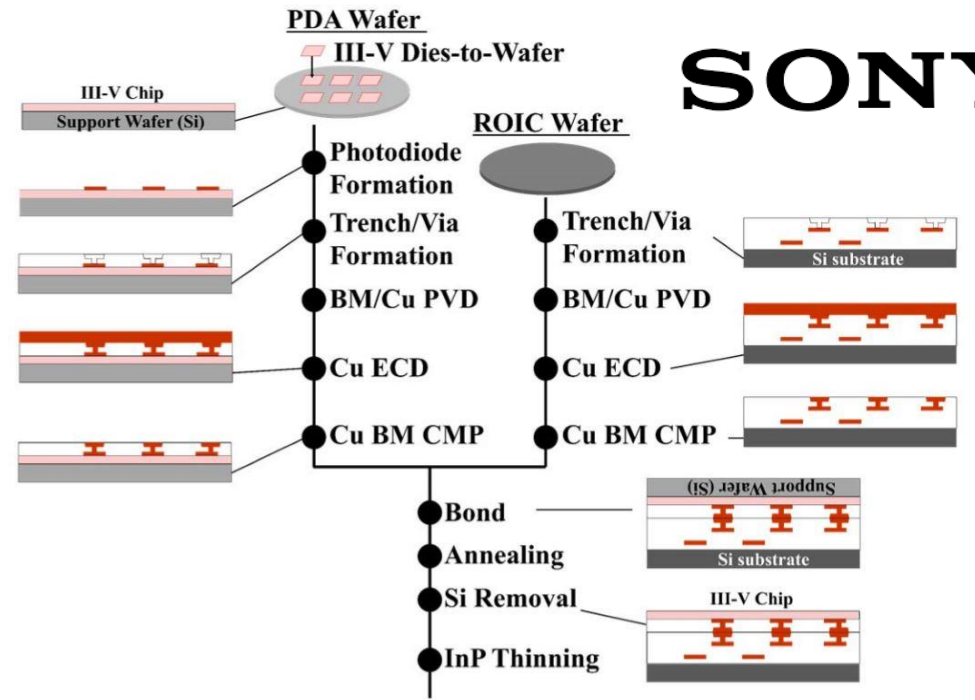 PDA Wafer
III-V Dies-to-Wafer
SONY
III-V Chip
Support Wafer (Si)
ROIC Wafer
Photodiode
Formation
Trench/Via
Formation
BM/Cu PVD
Cu ECD
Cu BM CMP
Trench/Via
Formation
BM/Cu PVD
Cu ECD
Cu BM CMP
Si substrate
Bond
Annealing
Si Removal
InP Thinning
Support Wafer (Si)
Si substrate
III-V Chip